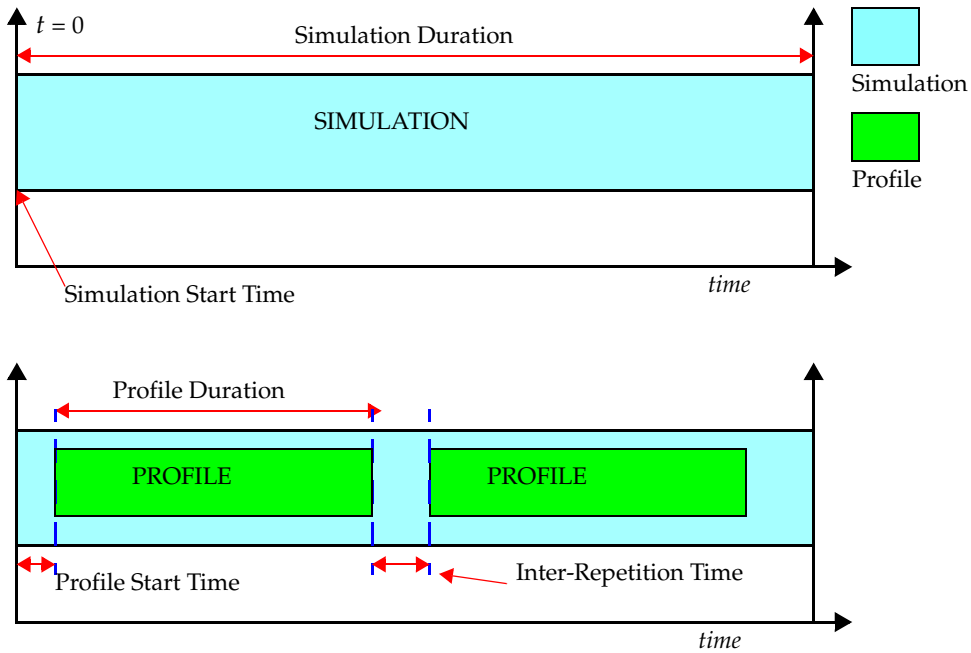 t = 0
Simulation Duration
Simulation
SIMULATION
Profile
time
Simulation Start Time
Profile Duration
PROFILE
PROFILE
Profile Start Time
Inter-Repetition Time
time